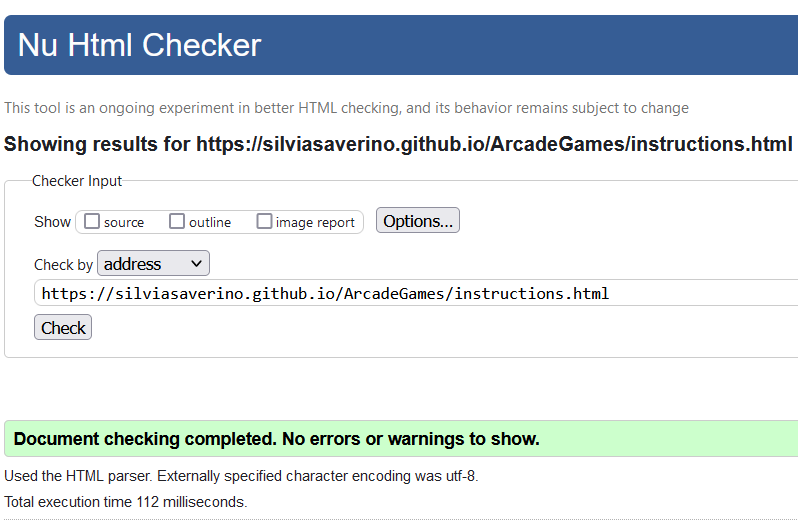 Nu Html Checker
This tool is an ongoing experiment in better HTML checking, and its behavior remains subject to change
Showing results for https://silviasaverino.github.io/ArcadeGames/instructions.html
Checker Input
Show source outline image report Options...
Check by address
https://silviasaverino.github.io/ArcadeGames/instructions.html
Check
Document checking completed. No errors or warnings to show.
Used the HTML parser. Externally specified character encoding was utf-8.
Total execution time 112 milliseconds.